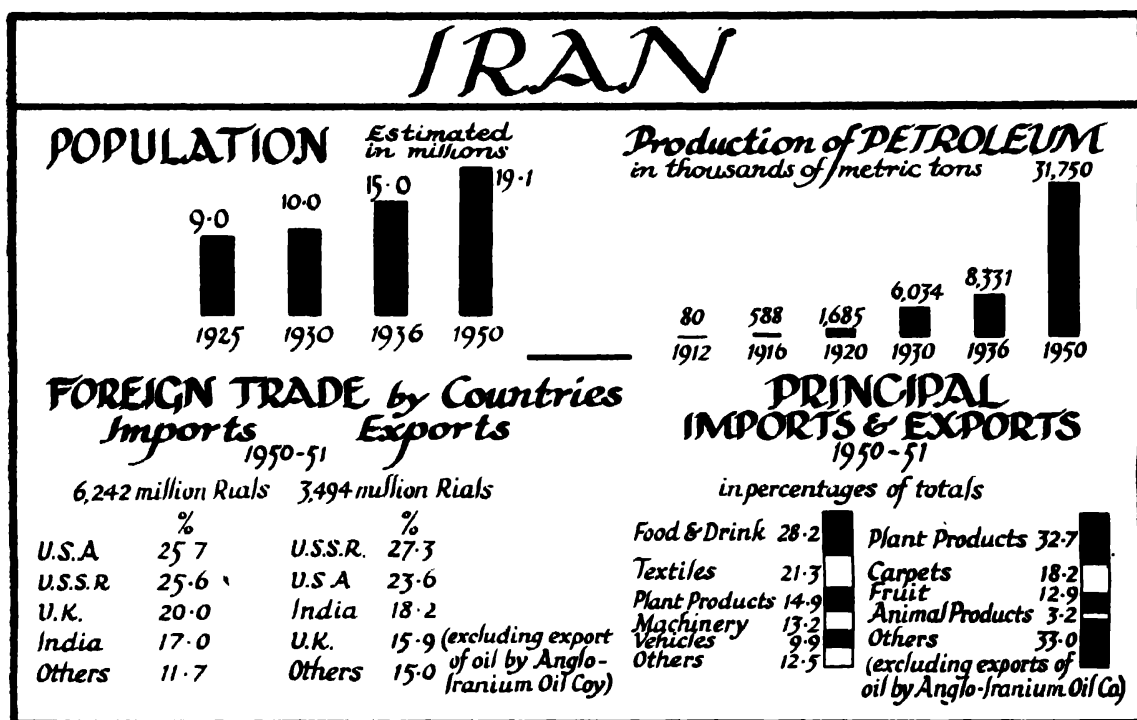 IRAN
POPULATION Estimated in millions
9.0 10.0 15.0 19.1
1925 1930 1936 1950
Production of PETROLEUM
in thousands of metric tons
80 588 1,685 6,034 8,331 31,750
1912 1916 1920 1930 1936 1950
FOREIGN TRADE by Countries
Imports Exports
1950-51
6,242 million Rials 3,494 million Rials
% %
U.S.A 25 7 U.S.S.R. 27.3
U.S.S.R 25.6 U.S A 23.6
U.K. 20.0 India 18.2
India 17.0 U.K. 15.9 (excluding export
Others 11.7 Others 15.0 of oil by Anglo-
Iranium Oil Coy)
PRINCIPAL
IMPORTS & EXPORTS
1950-51
in percentages of totals
Food & Drink 28.2
Textiles 21.3
Plant Products 14.9
Machinery 13.2
Vehicles 9.9
Others 12.5
Plant Products 32.7
Carpets 18.2
Fruit 12.9
Animal Products 3.2
Others 33.0
(excluding exports of
oil by Anglo-Iranium Oil Co)